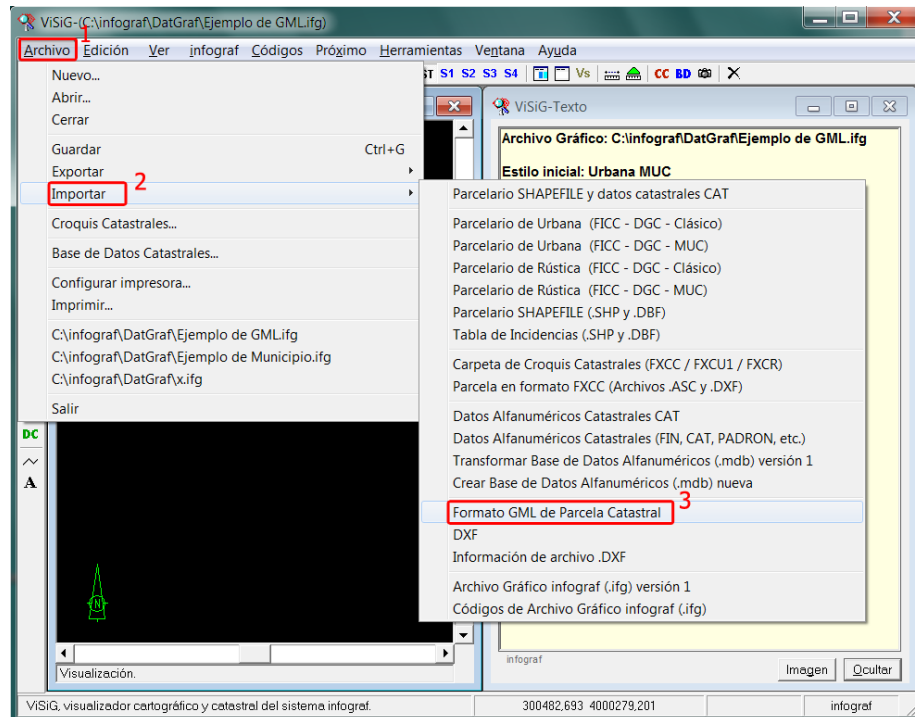 ViSiG-(C:\infograf\DatGraf\Ejemplo de GML.ifg)
1
Archivo Edición Ver infograf Códigos Próximo Herramientas Ventana Ayuda
ST S1 S2 S3 S4 Vs CC BD
Nuevo...
Abrir...
Cerrar
Guardar Ctrl+G
Exportar
Importar 2
Croquis Catastrales...
Base de Datos Catastrales...
Configurar impresora...
Imprimir...
C:\infograf\DatGraf\Ejemplo de GML.ifg
C:\infograf\DatGraf\Ejemplo de Municipio.ifg
C:\infograf\DatGraf\x.ifg
Salir
DC
A
N
Visualización.
ViSiG-Texto
Archivo Gráfico: C:\infograf\DatGraf\Ejemplo de GML.ifg
Estilo inicial: Urbana MUC
Parcelario SHAPEFILE y datos catastrales CAT
Parcelario de Urbana (FICC - DGC - Clásico)
Parcelario de Urbana (FICC - DGC - MUC)
Parcelario de Rústica (FICC - DGC - Clásico)
Parcelario de Rústica (FICC - DGC - MUC)
Parcelario SHAPEFILE (.SHP y .DBF)
Tabla de Incidencias (.SHP y .DBF)
Carpeta de Croquis Catastrales (FXCC / FXCU1 / FXCR)
Parcela en formato FXCC (Archivos .ASC y .DXF)
Datos Alfanuméricos Catastrales CAT
Datos Alfanuméricos Catastrales (FIN, CAT, PADRON, etc.)
Transformar Base de Datos Alfanuméricos (.mdb) versión 1
Crear Base de Datos Alfanuméricos (.mdb) nueva
Formato GML de Parcela Catastral 3
DXF
Información de archivo .DXF
Archivo Gráfico infograf (.ifg) versión 1
Códigos de Archivo Gráfico infograf (.ifg)
infograf
Imagen Ocultar
ViSiG, visualizador cartográfico y catastral del sistema infograf. 300482,693 4000279,201 infograf